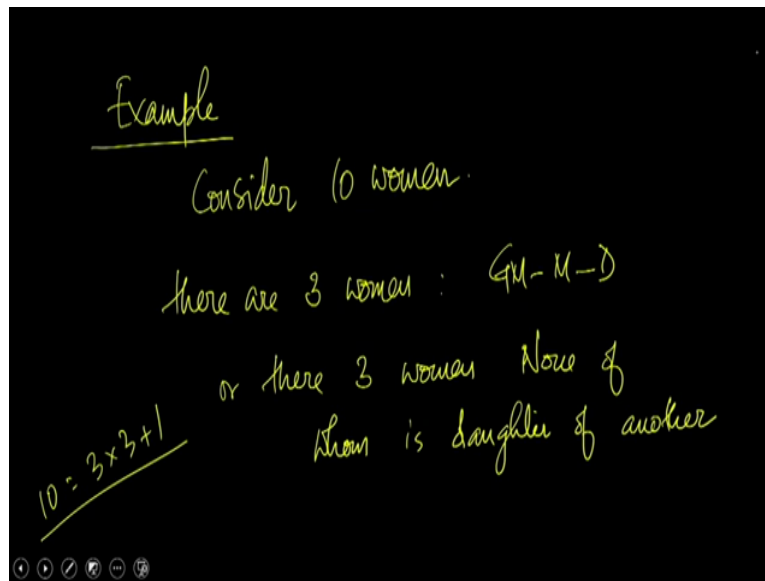 Example
Consider 10 women.
there are 3 women : GM - M - D
or there 3 women None of
whom is daughter of another
10 = 3 x 3 + 1